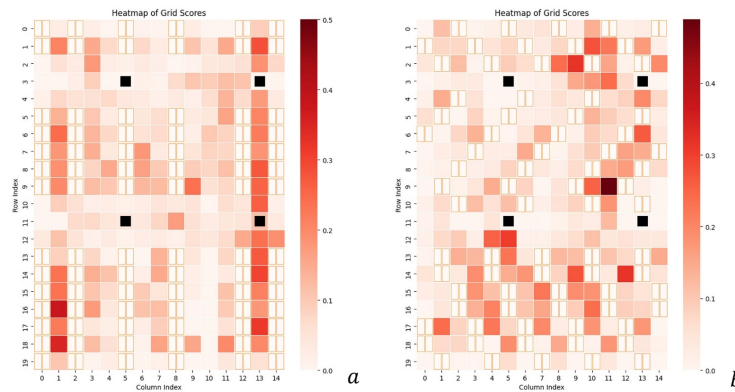 Heatmap of Grid Scores
0 1 2 3 4 5 6 7 8 9 10 11 12 13 14 15 16 17 18 19
Row Index
0 1 2 3 4 5 6 7 8 9 10 11 12 13 14
Column Index
0.5
0.4
0.3
0.2
0.1
0.0
a
Heatmap of Grid Scores
0 1 2 3 4 5 6 7 8 9 10 11 12 13 14 15 16 17 18 19
Row Index
0 1 2 3 4 5 6 7 8 9 10 11 12 13 14
Column Index
0.4
0.3
0.2
0.1
0.0
b